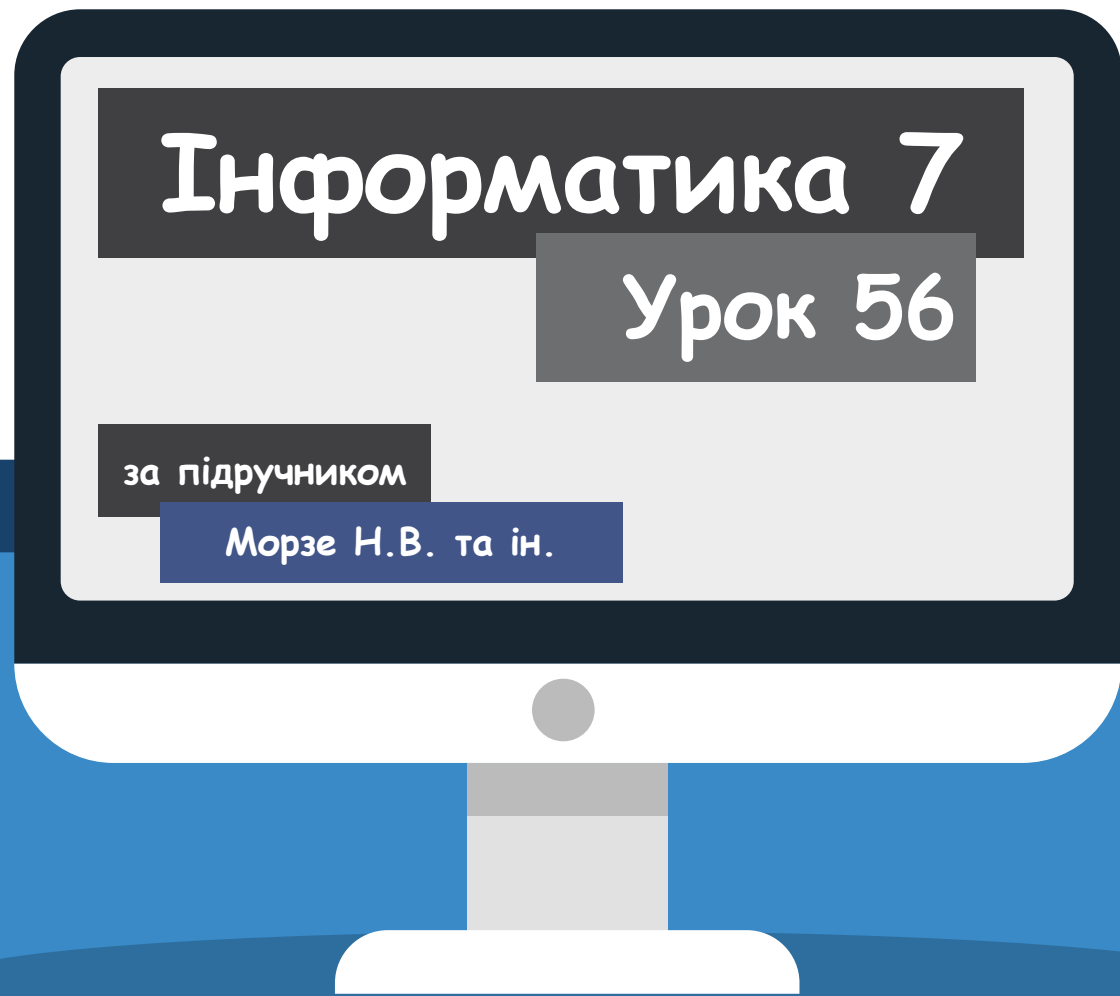 Інформатика 7
Урок 56
за підручником
Морзе Н.В. та ін.